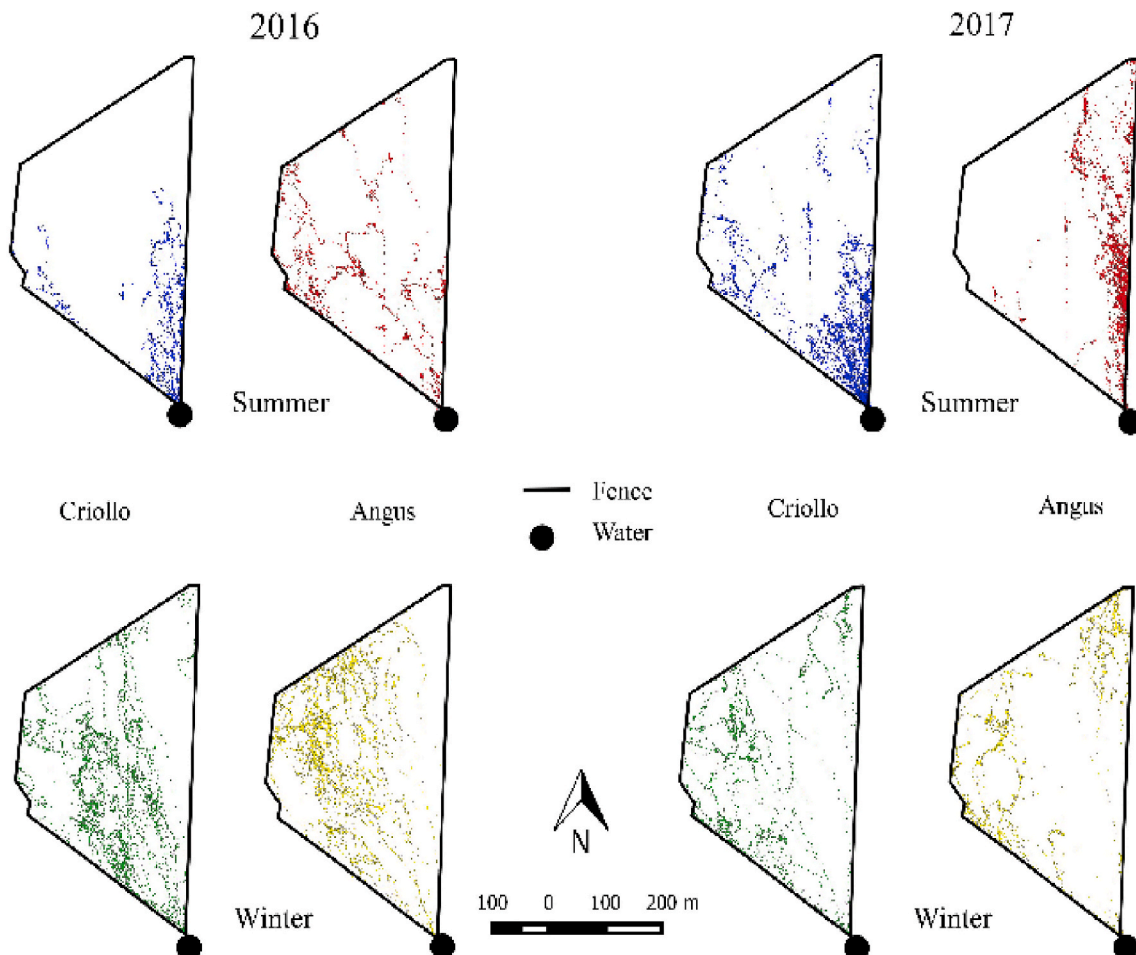 2016
2017
Summer
Summer
Criollo
Angus
Fence
Water
Criollo
Angus
N
100 0 100 200 m
Winter
Winter